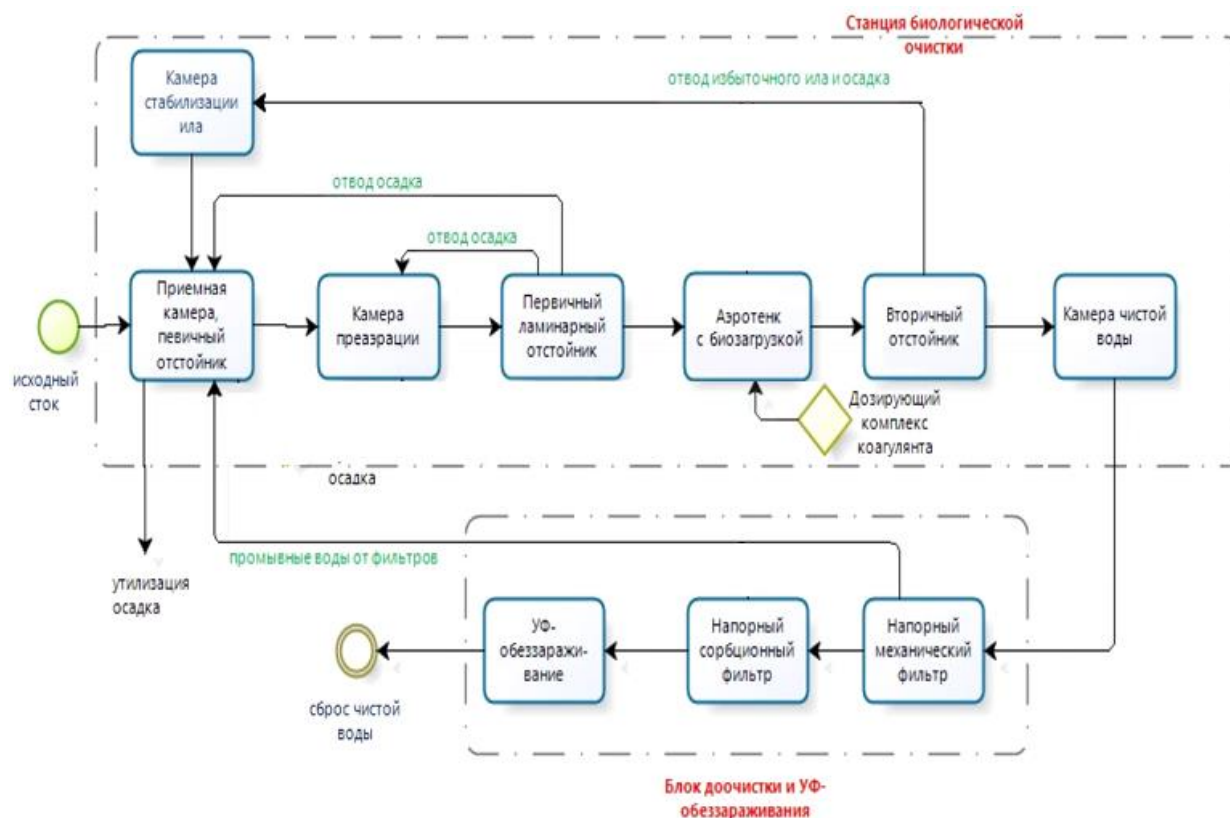 Станция биологической
очистки
Камера
стабилизации
ила
отвод избыточного ила и осадка
отвод осадка
отвод осадка
исходный
сток
Приемная
камера,
певичный
отстойник
Камера
преаэрации
Первичный
ламинарный
отстойник
Аэротенк
с биозагрузкой
Вторичный
отстойник
Камера чистой
воды
Дозирующий
комплекс
коагулянта
осадка
промывные воды от фильтров
утилизация
осадка
сброс чистой
воды
УФ-
обеззаражи-
вание
Напорный
сорбционный
фильтр
Напорный
механический
фильтр
Блок доочистки и УФ-
обеззараживания